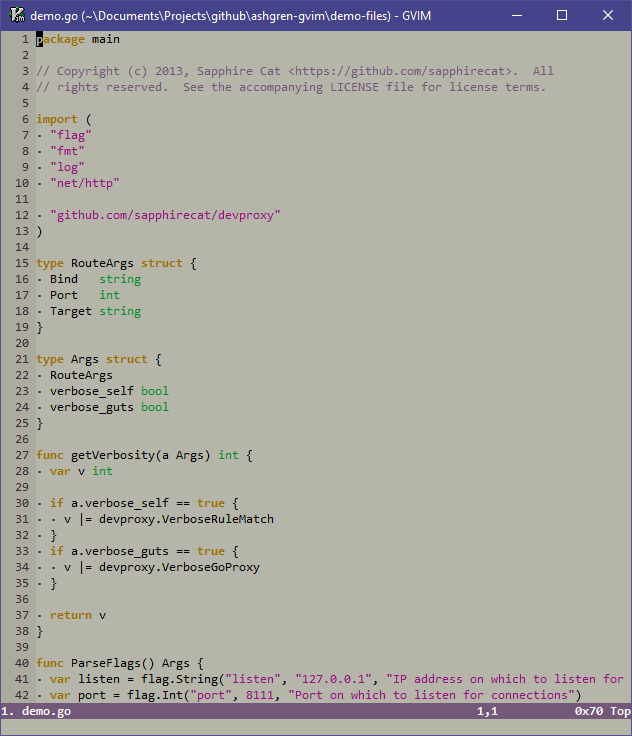 demo.go (~\Documents\Projects\github\ashgren-gvim\demo-files) - GVIM
1 package main
2
3 // Copyright (c) 2013, Sapphire Cat <https://github.com/sapphirecat>.  All
4 // rights reserved.  See the accompanying LICENSE file for license terms.
5
6 import (
7 · "flag"
8 · "fmt"
9 · "log"
10 · "net/http"
11
12 · "github.com/sapphirecat/devproxy"
13 )
14
15 type RouteArgs struct {
16 · Bind   string
17 · Port   int
18 · Target string
19 }
20
21 type Args struct {
22 · RouteArgs
23 · verbose_self bool
24 · verbose_guts bool
25 }
26
27 func getVerbosity(a Args) int {
28 · var v int
29
30 · if a.verbose_self == true {
31 · · v |= devproxy.VerboseRuleMatch
32 · }
33 · if a.verbose_guts == true {
34 · · v |= devproxy.VerboseGoProxy
35 · }
36
37 · return v
38 }
39
40 func ParseFlags() Args {
41 · var listen = flag.String("listen", "127.0.0.1", "IP address on which to listen for
42 · var port = flag.Int("port", 8111, "Port on which to listen for connections")
1. demo.go 1,1 0x70 Top